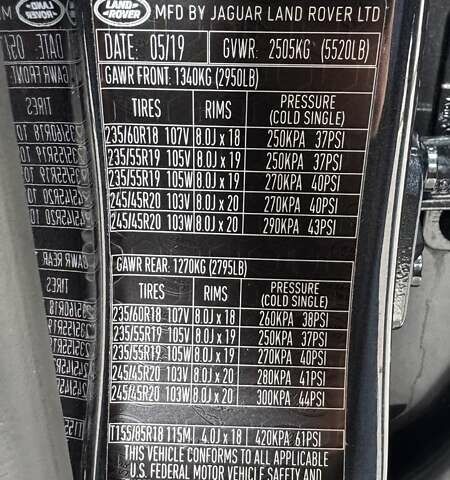 LAND ROVER MFD BY JAGUAR LAND ROVER LTD
DATE: 05/19 GVWR: 2505KG (5520LB)
GAWR FRONT: 1340KG (2950LB)
TIRES RIMS PRESSURE (COLD SINGLE)
235/60R18 107V 8.0J x 18 250KPA 37PSI
235/55R19 105V 8.0J x 19 250KPA 37PSI
235/55R19 105W 8.0J x 19 270KPA 40PSI
245/45R20 103V 8.0J x 20 270KPA 40PSI
245/45R20 103W 8.0J x 20 290KPA 43PSI
GAWR REAR: 1270KG (2795LB)
TIRES RIMS PRESSURE (COLD SINGLE)
235/60R18 107V 8.0J x 18 260KPA 38PSI
235/55R19 105V 8.0J x 19 250KPA 37PSI
235/55R19 105W 8.0J x 19 270KPA 40PSI
245/45R20 103V 8.0J x 20 280KPA 41PSI
245/45R20 103W 8.0J x 20 300KPA 44PSI
T155/85R18 115M 4.0J x 18 420KPA 61PSI
THIS VEHICLE CONFORMS TO ALL APPLICABLE
U.S. FEDERAL MOTOR VEHICLE SAFETY AND